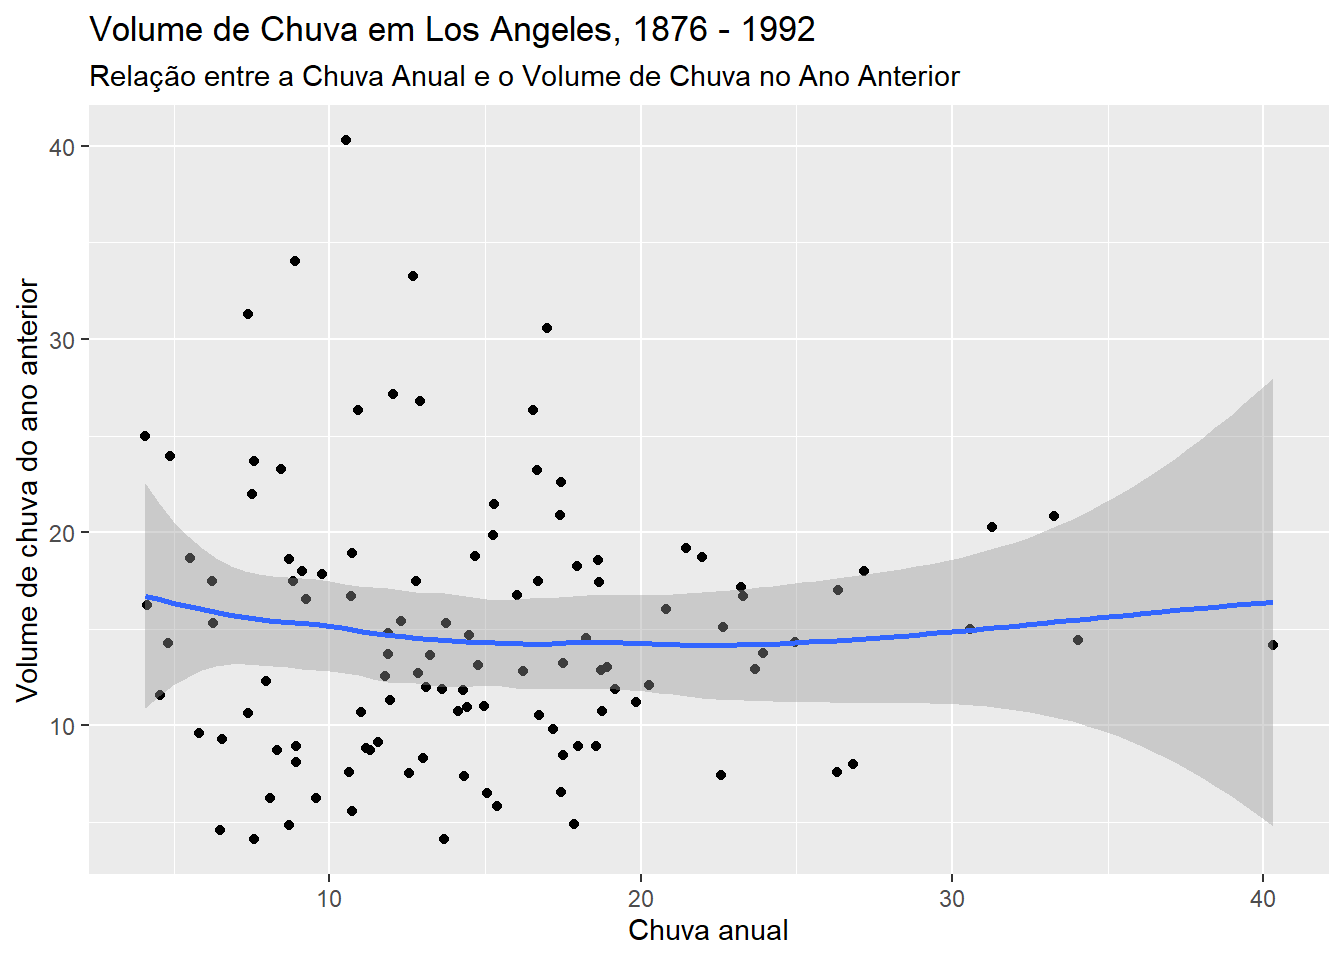 Volume de Chuva em Los Angeles, 1876 - 1992
Relação entre a Chuva Anual e o Volume de Chuva no Ano Anterior
Volume de chuva do ano anterior
40
30
20
10
10
20
30
40
Chuva anual